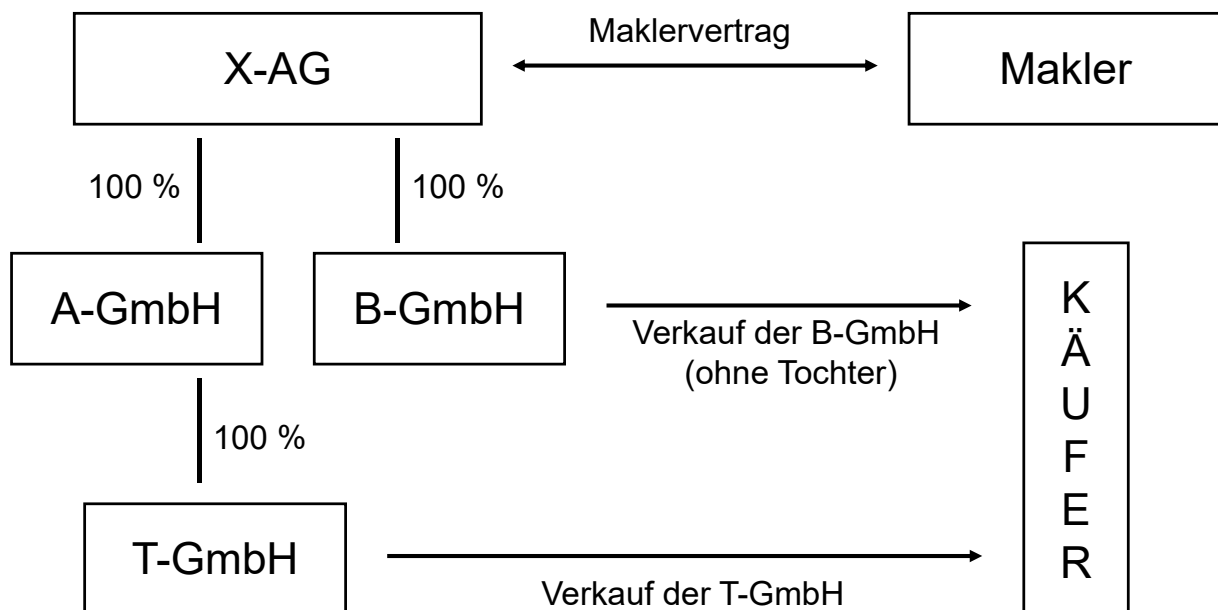 Maklervertrag
X-AG
Makler
100 %
100 %
A-GmbH
B-GmbH
Verkauf der B-GmbH
(ohne Tochter)
K
Ä
U
F
E
R
100 %
T-GmbH
Verkauf der T-GmbH